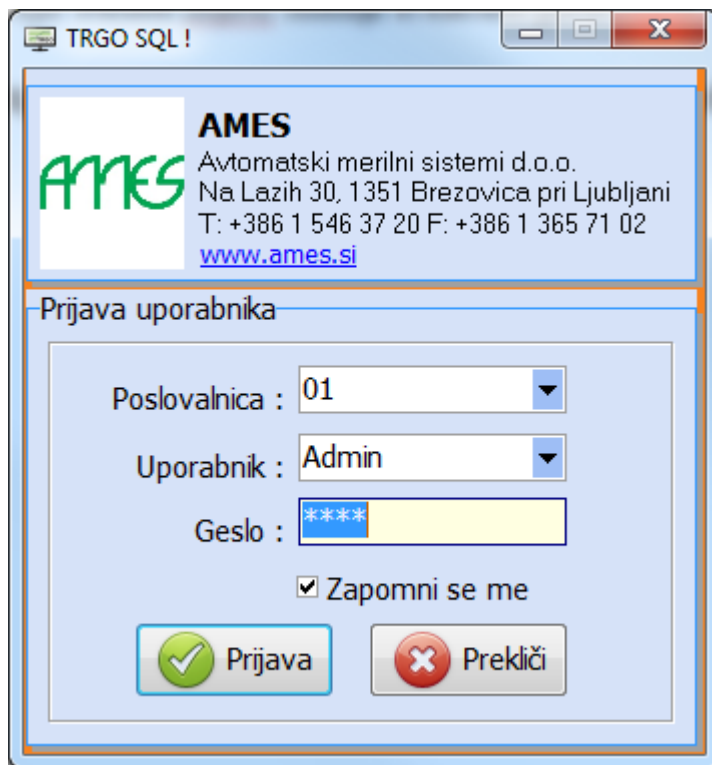 TRGO SQL !
AMES
AMES
Avtomatski merilni sistemi d.o.o.
Na Lazih 30, 1351 Brezovica pri Ljubljani
T: +386 1 546 37 20 F: +386 1 365 71 02
www.ames.si
Prijava uporabnika
Poslovalnica : 01
Uporabnik : Admin
Geslo : ****
Zapomni se me
Prijava Prekliči